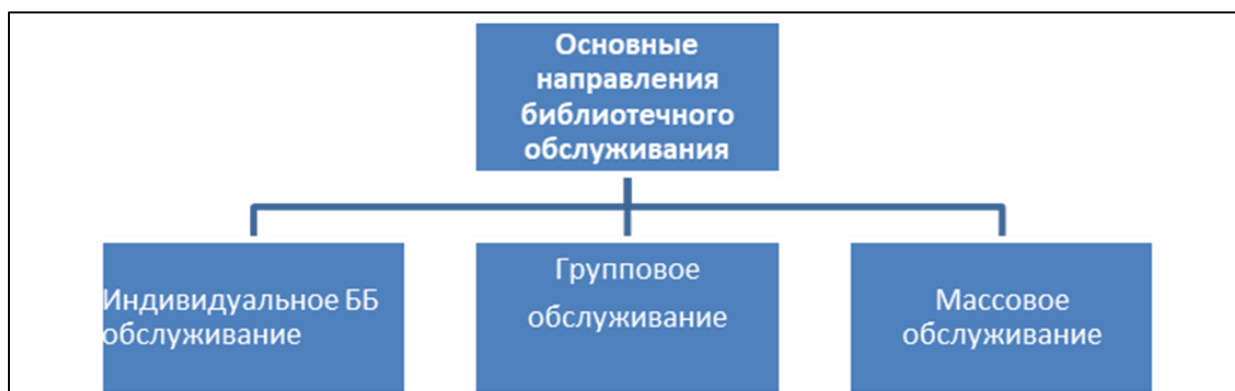 Основные
направления
библиотечного
обслуживания
Индивидуальное ББ
обслуживание
Групповое
обслуживание
Массовое
обслуживание